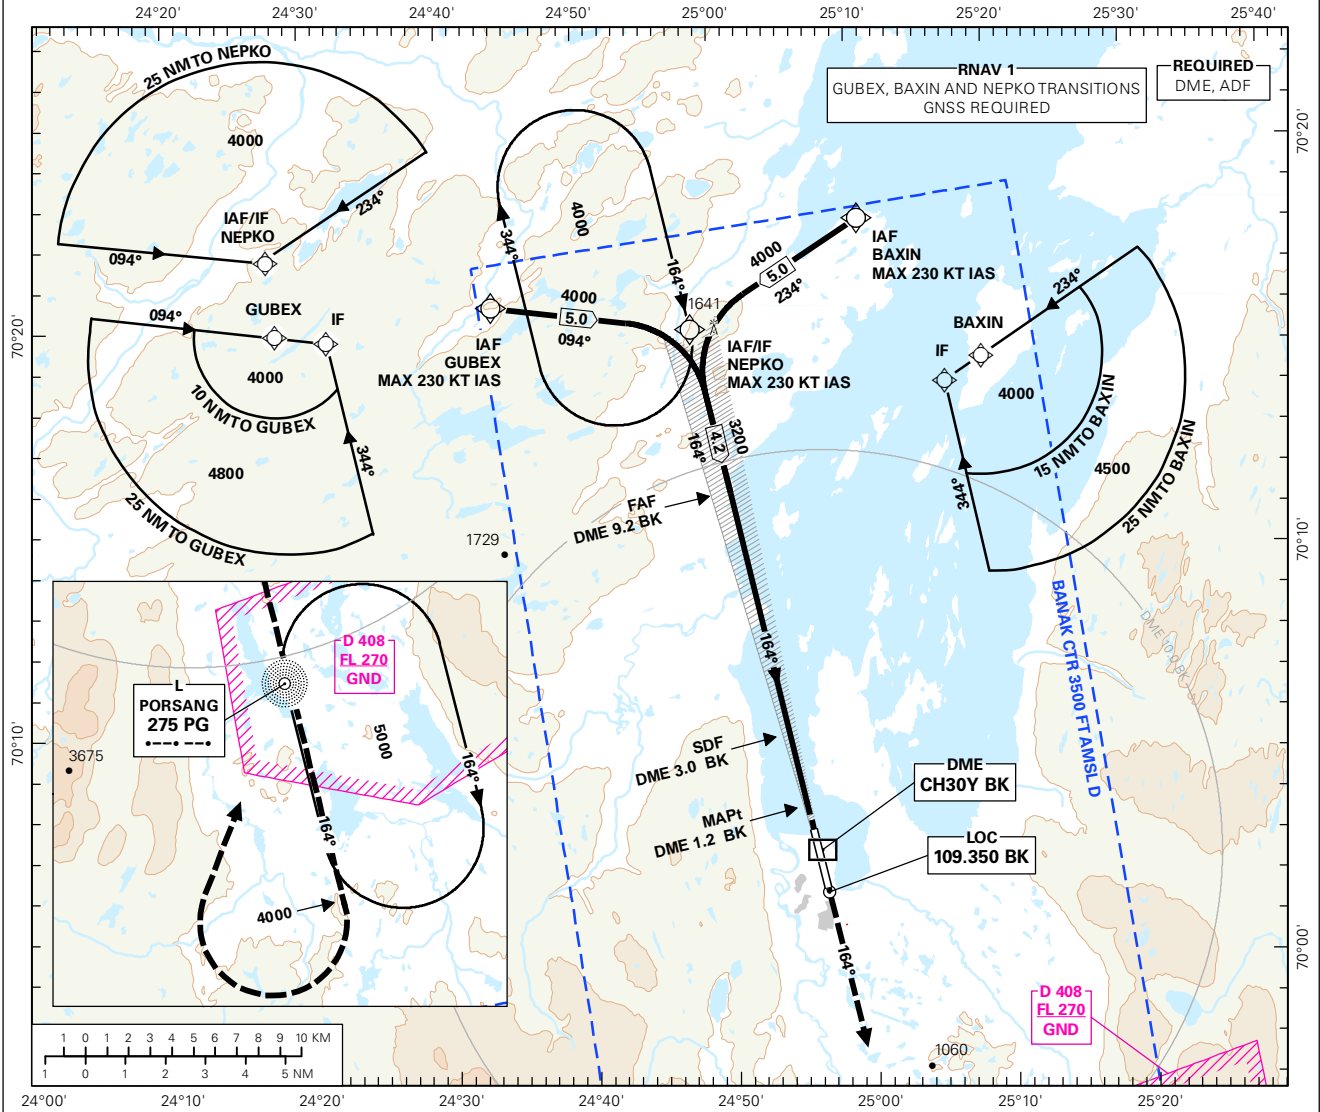 24°20' 24°30' 24°40' 24°50' 25°00' 25°10' 25°20' 25°30' 25°40'
25 NM TO NEPKO
4000
234°
IAF/IF
NEPKO
094°
RNAV 1
GUBEX, BAXIN AND NEPKO TRANSITIONS
GNSS REQUIRED
REQUIRED
DME, ADF
70°20'
70°20'
094°
GUBEX
IF
4000
10 NM TO GUBEX
4800
344°
25 NM TO GUBEX
4000
344°
164°
4000
5.0
094°
IAF
GUBEX
MAX 230 KT IAS
1641
4000
5.0
234°
IAF
BAXIN
MAX 230 KT IAS
IAF/IF
NEPKO
MAX 230 KT IAS
234°
BAXIN
IF
4000
15 NM TO BAXIN
4500
344°
25 NM TO BAXIN
3200
4.2
164°
FAF
DME 9.2 BK
1729
70°10'
70°10'
DME 10.0 BK
BANAK CTR 3500 FT AMSL D
164°
SDF
DME 3.0 BK
MAPt
DME 1.2 BK
DME
CH30Y BK
LOC
109.350 BK
164°
D 408
FL 270
GND
L
PORSANG
275 PG
5000
164°
3675
164°
4000
70°00'
D 408
FL 270
GND
1060
1 0 1 2 3 4 5 6 7 8 9 10 KM
1 0 1 2 3 4 5 NM
24°00' 24°10' 24°20' 24°30' 24°40' 24°50' 25°00' 25°10' 25°20'